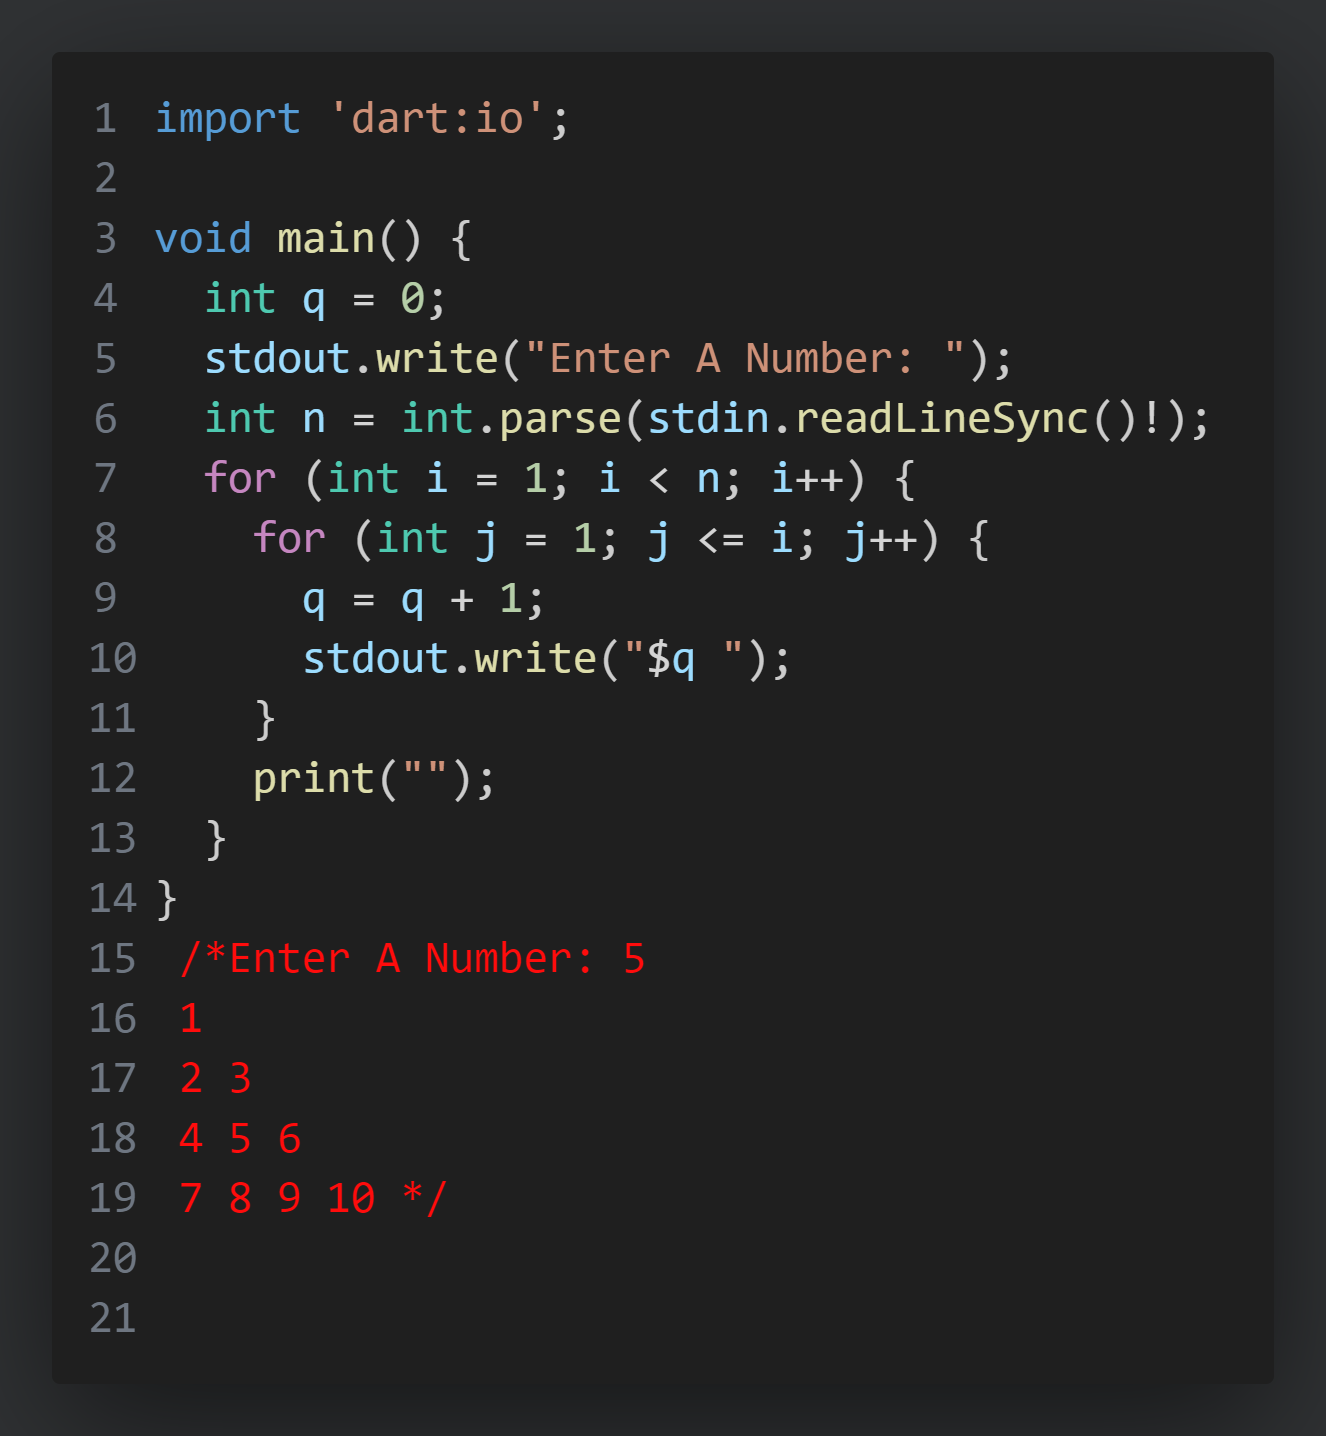 1 import 'dart:io';
2
3 void main() {
4   int q = 0;
5   stdout.write("Enter A Number: ");
6   int n = int.parse(stdin.readLineSync()!);
7   for (int i = 1; i < n; i++) {
8     for (int j = 1; j <= i; j++) {
9       q = q + 1;
10       stdout.write("$q ");
11     }
12     print("");
13   }
14 }
15  /*Enter A Number: 5
16  1
17  2 3
18  4 5 6
19  7 8 9 10 */
20
21